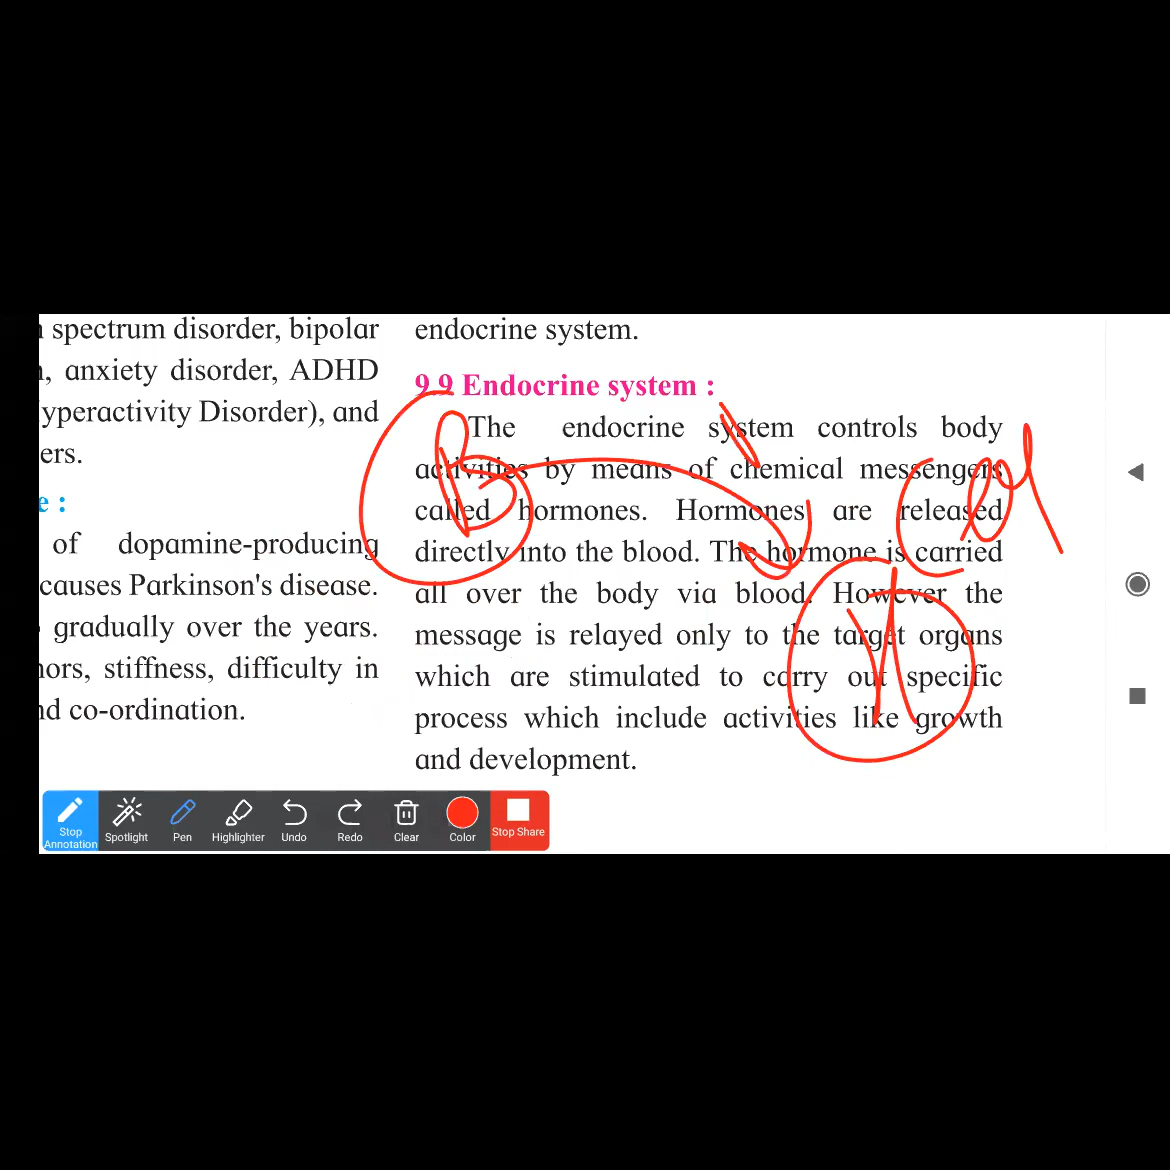 spectrum disorder, bipolar
, anxiety disorder, ADHD
yperactivity Disorder), and
ers.
e :
of dopamine-producing
causes Parkinson's disease.
gradually over the years.
nors, stiffness, difficulty in
nd co-ordination.
endocrine system.
9.9 Endocrine system :
The endocrine system controls body
activities by means of chemical messengers
called hormones. Hormones are released
directly into the blood. The hormone is carried
all over the body via blood. However the
message is relayed only to the target organs
which are stimulated to carry out specific
process which include activities like growth
and development.
B
Stop Annotation
Spotlight
Pen
Highlighter
Undo
Redo
Clear
Color
Stop Share